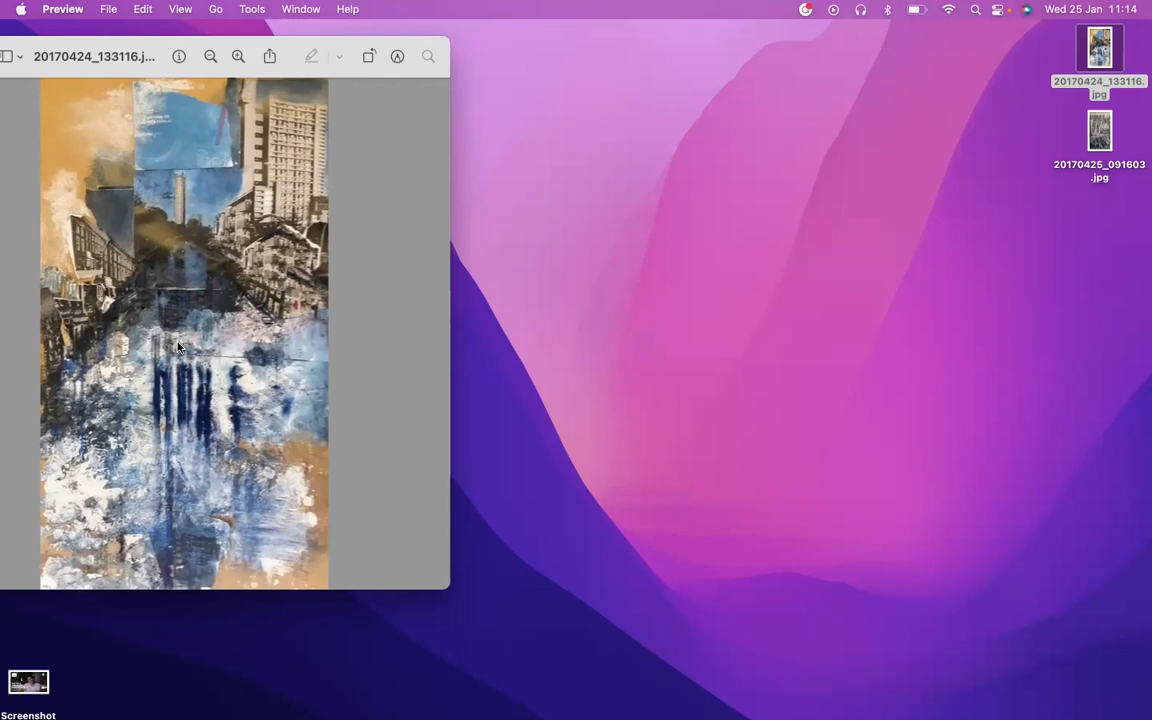 Preview File Edit View Go Tools Window Help Wed 25 Jan 11:14
20170424_133116.j...
20170424_133116.
jpg
20170425_091603
.jpg
Screenshot